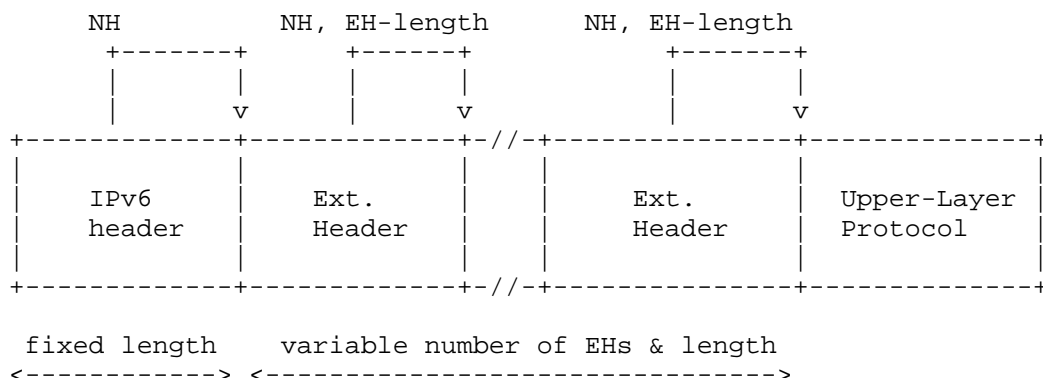 NH NH, EH-length NH, EH-length
+-------+ +------+ +-------+
| | | | | |
| v | v | v
+-------------+-------------+-//-+---------------+--------------+
| | | | | |
| IPv6 | Ext. | | Ext. | Upper-Layer |
| header | Header | | Header | Protocol |
| | | | | |
+-------------+-------------+-//-+---------------+--------------+
fixed length variable number of EHs & length
<------------> <-------------------------------->